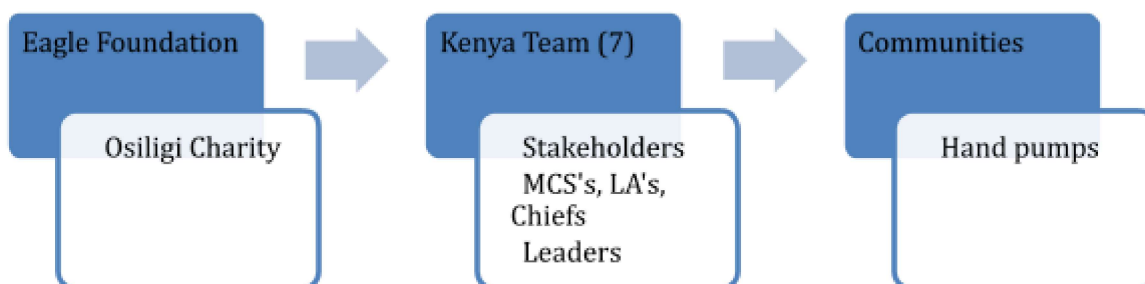 Eagle Foundation
Osiligi Charity
Kenya Team (7)
Stakeholders
MCS's, LA's,
Chiefs
Leaders
Communities
Hand pumps